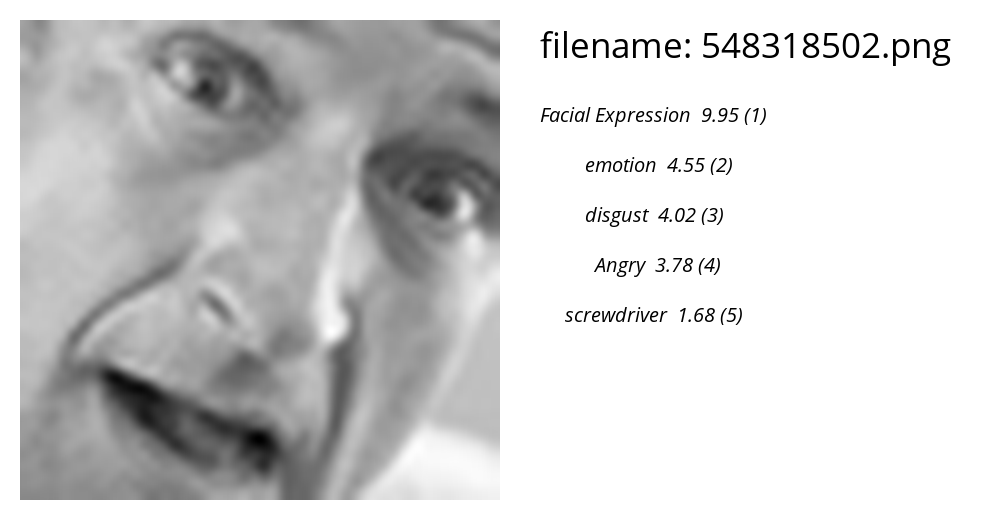 filename: 548318502.png
Facial Expression 9.95 (1)
emotion 4.55 (2)
disgust 4.02 (3)
Angry 3.78 (4)
screwdriver 1.68 (5)